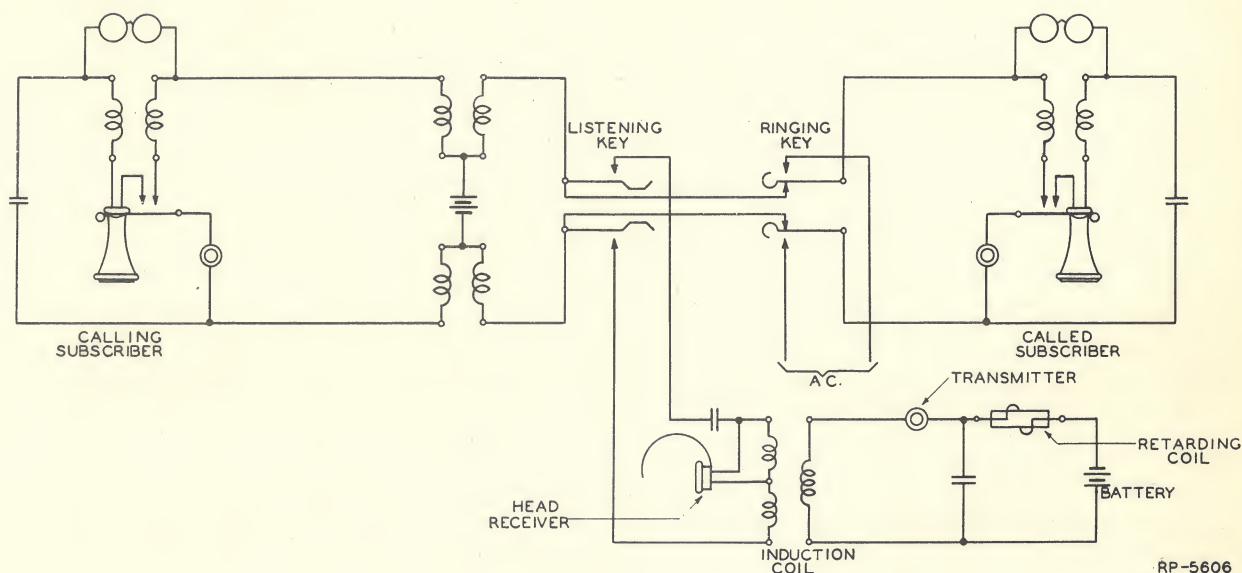 LISTENING
KEY
RINGING
KEY
CALLING
SUBSCRIBER
CALLED
SUBSCRIBER
A.C.
TRANSMITTER
RETARDING
COIL
BATTERY
HEAD
RECEIVER
INDUCTION
COIL
RP-5606